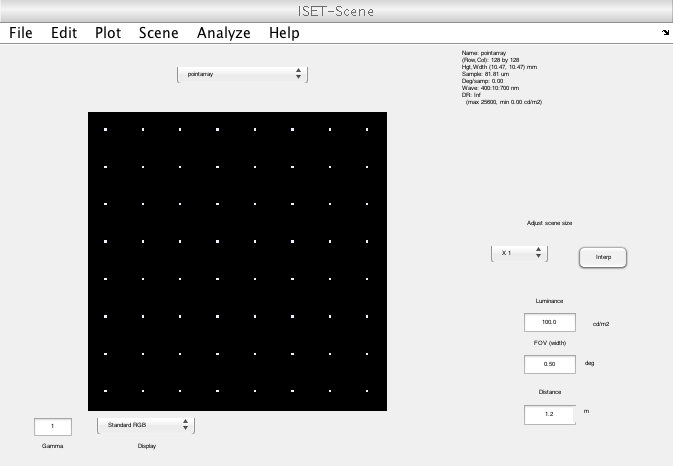 ISET-Scene
File Edit Plot Scene Analyze Help
pointarray
Name: pointarray
(Row,Col): 128 by 128
Hgt,Wdth (10.47, 10.47) mm
Sample: 81.81 um
Deg/samp: 0.00
Wave: 400:10:700 nm
DR: Inf
(max 25600, min 0.00 cd/m2)
Adjust scene size
X 1
Interp
Luminance
100.0 cd/m2
FOV (width)
0.50 deg
Distance
1.2 m
1 Standard RGB
Gamma Display